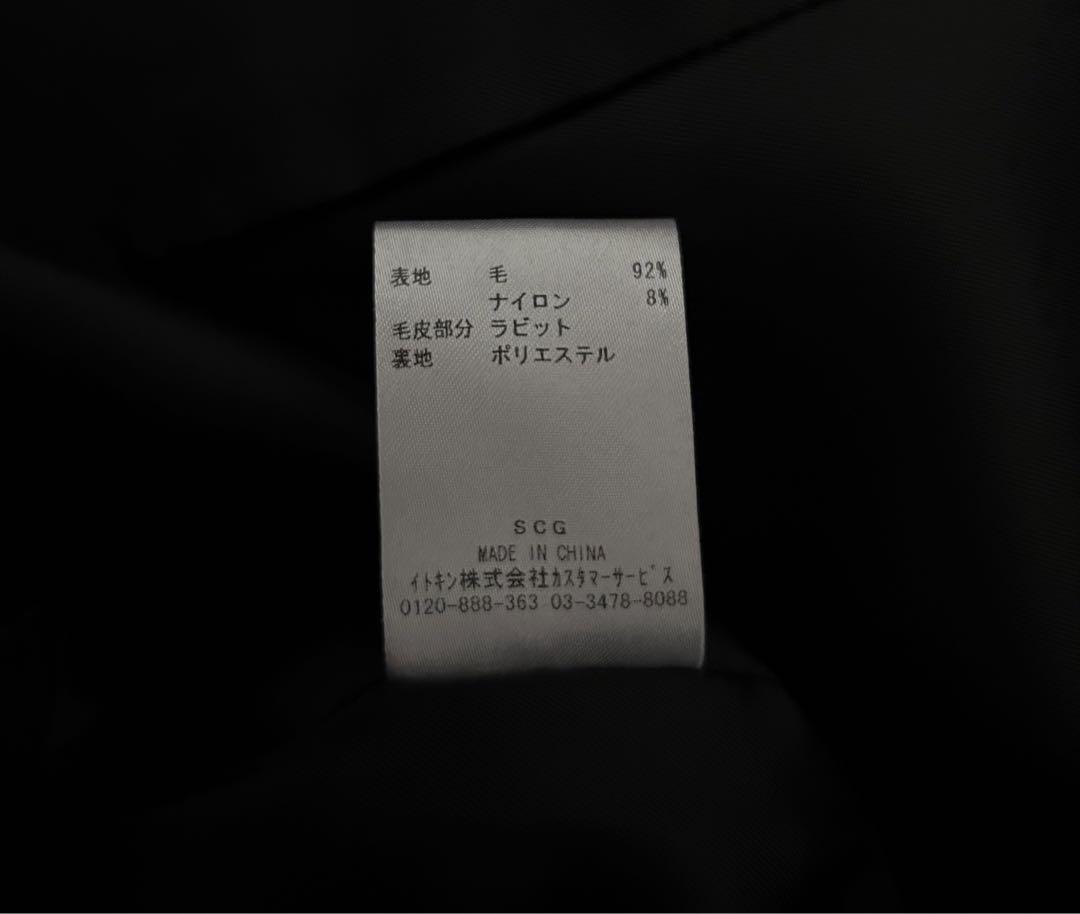 表地 毛 92%
ナイロン 8%
毛皮部分 ラビット
裏地 ポリエステル
SCG
MADE IN CHINA
ｲﾄｷﾝ株式会社ｶｽﾀﾏｰｻｰﾋﾞｽ
0120-888-363 03-3478-8088